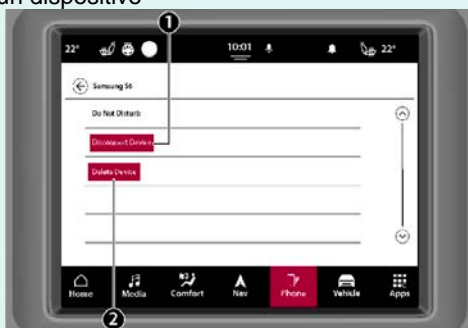 un dispositivo
1
22° 10:01 22°
Samsung S6
Do Not Disturb
Disconnect Device
Delete Device
Home Media Comfort Nav Phone Vehicle Apps
2